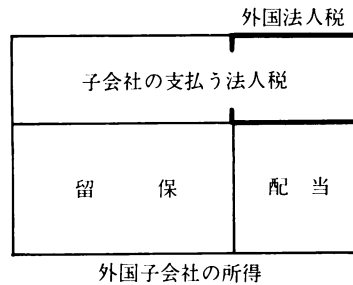 外国法人税
子会社の支払う法人税
留保
配当
外国子会社の所得